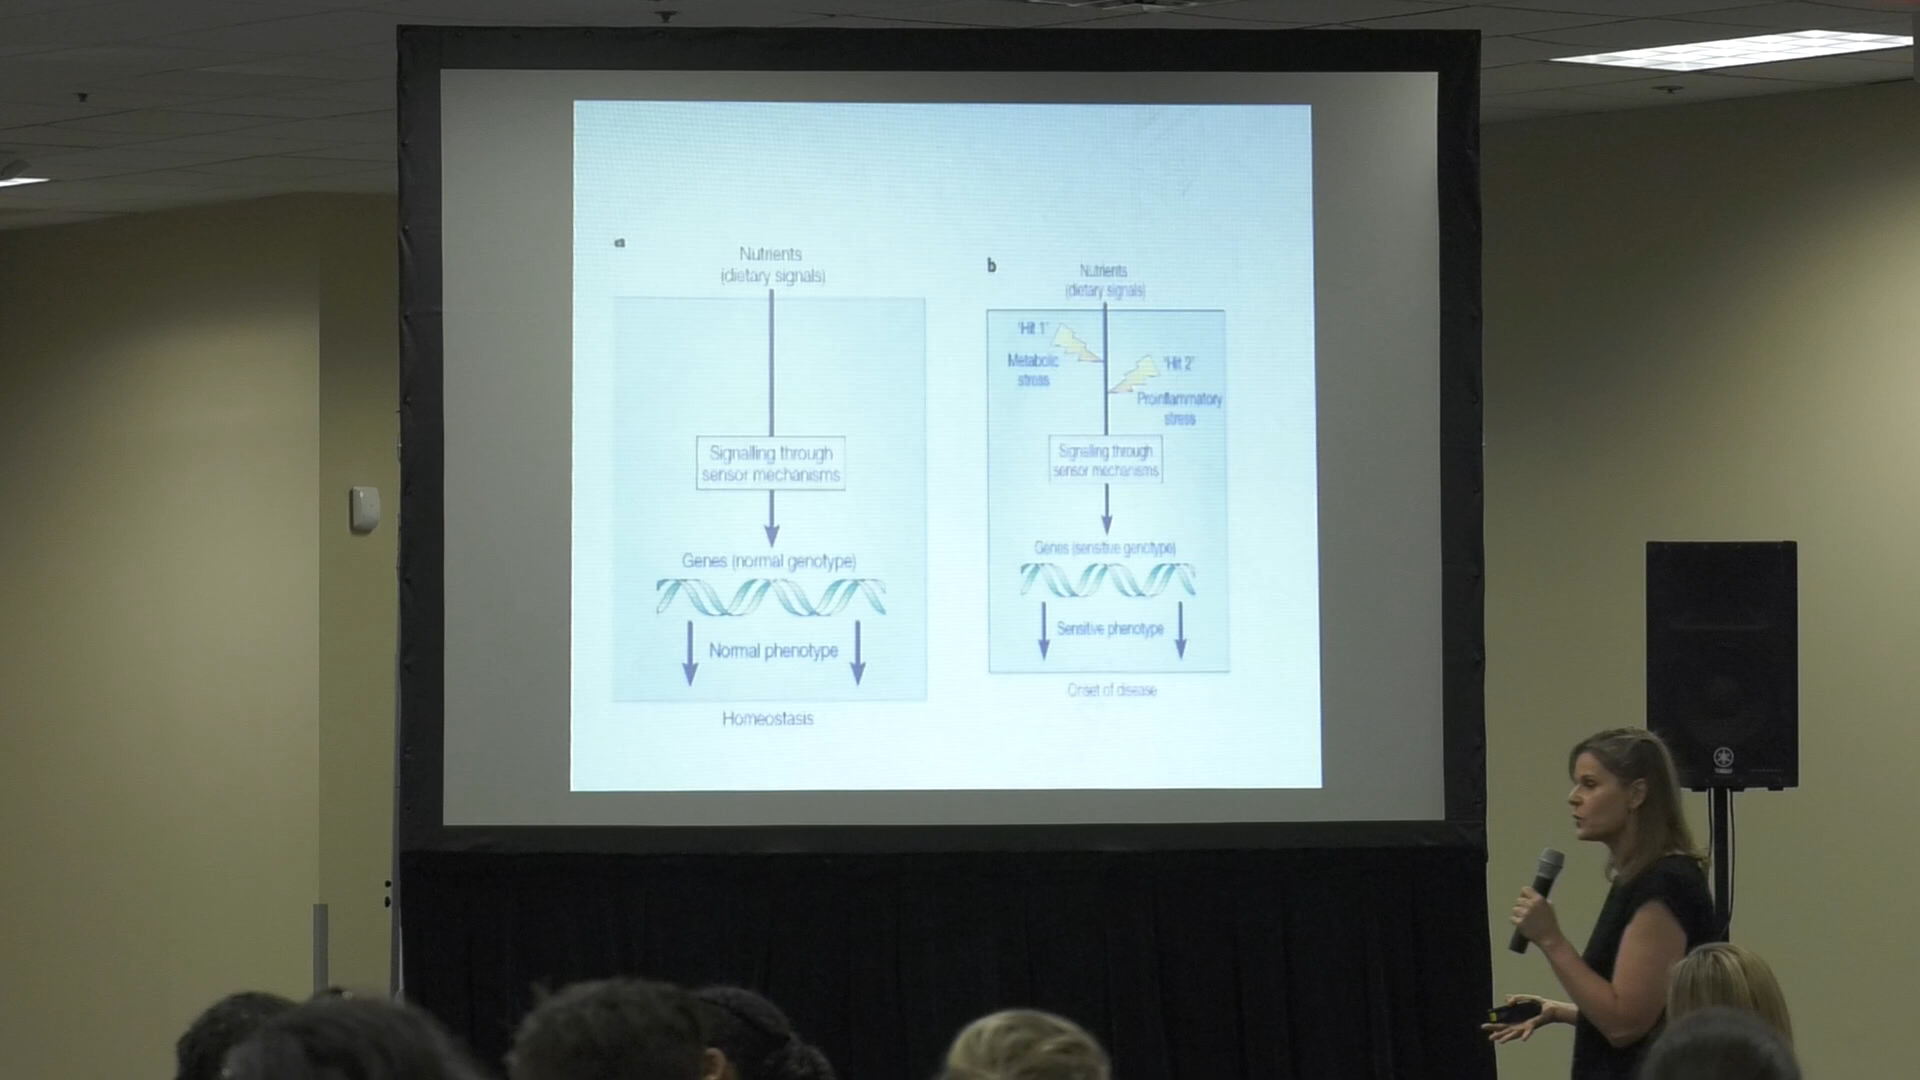 a
Nutrients
(dietary signals)
Signalling through
sensor mechanisms
Genes (normal genotype)
Normal phenotype
Homeostasis
b
Nutrients
(dietary signals)
'Hit 1'
Metabolic
stress
'Hit 2'
Proinflammatory
stress
Signalling through
sensor mechanisms
Genes (sensitive genotype)
Sensitive phenotype
Onset of disease